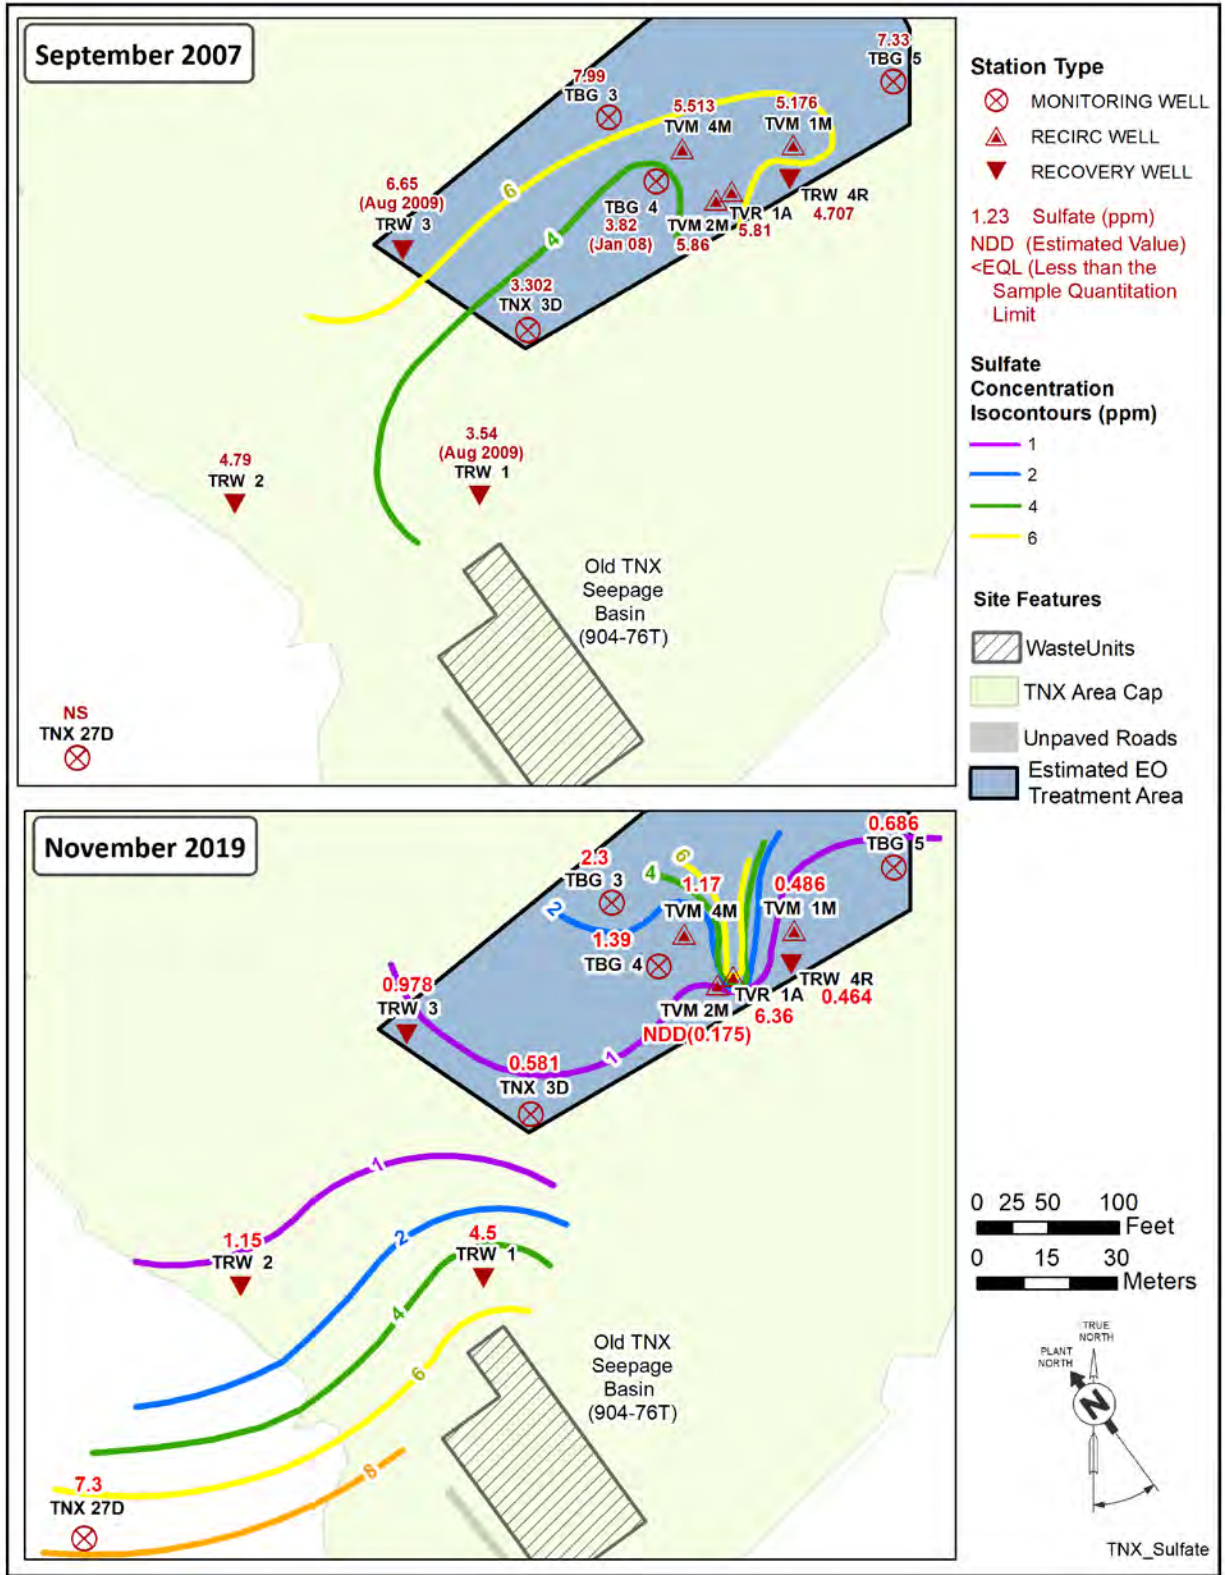 September 2007
7.33
TBG 5
7.99
TBG 3
5.513
TVM 4M
5.176
TVM 1M
6
6.65
(Aug 2009)
TRW 3
TBG 4
3.82
(Jan 08)
TVM 2M
5.86
TVR 1A
5.81
TRW 4R
4.707
4
3.302
TNX 3D
4.79
TRW 2
3.54
(Aug 2009)
TRW 1
Old TNX
Seepage
Basin
(904-76T)
NS
TNX 27D
Station Type
MONITORING WELL
RECIRC WELL
RECOVERY WELL
1.23 Sulfate (ppm)
NDD (Estimated Value)
<EQL (Less than the
Sample Quantitation
Limit
Sulfate
Concentration
Isocontours (ppm)
1
2
4
6
Site Features
WasteUnits
TNX Area Cap
Unpaved Roads
Estimated EO
Treatment Area
November 2019
0.686
TBG 5
2.3
TBG 3
6
4
1.17
TVM 4M
0.486
TVM 1M
2
1.39
TBG 4
0.978
TRW 3
TVM 2M
NDD(0.175)
TVR 1A
6.36
TRW 4R
0.464
1
0.581
TNX 3D
1
1.15
TRW 2
2
4.5
TRW 1
4
6
Old TNX
Seepage
Basin
(904-76T)
8
7.3
TNX 27D
0 25 50 100
Feet
0 15 30
Meters
TRUE
NORTH
PLANT
NORTH
N
TNX_Sulfate